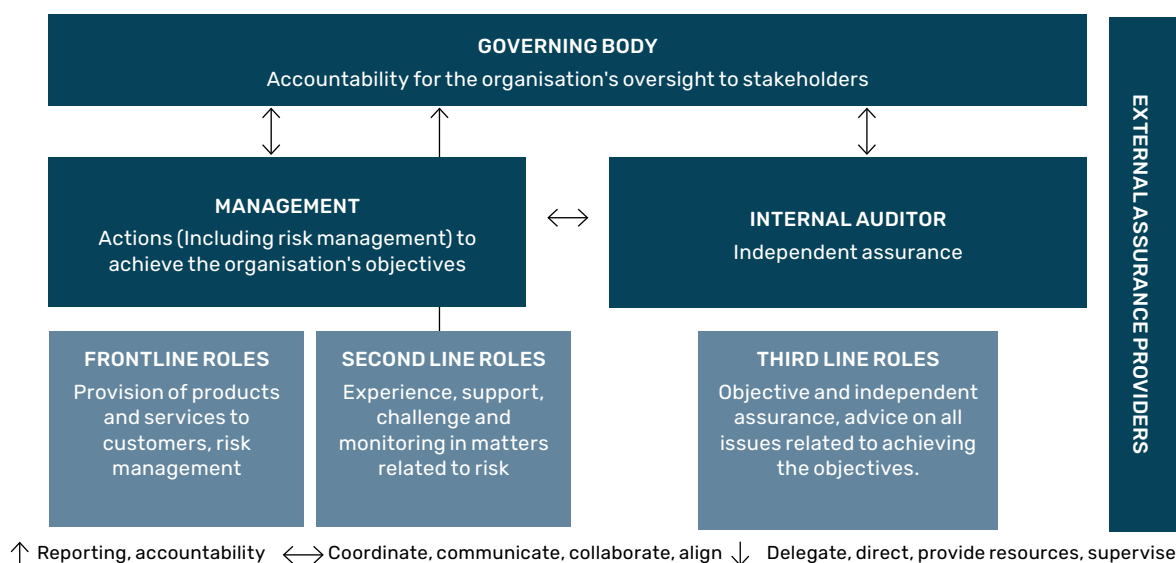 GOVERNING BODY
Accountability for the organisation's oversight to stakeholders
MANAGEMENT
Actions (Including risk management) to
achieve the organisation's objectives
INTERNAL AUDITOR
Independent assurance
FRONTLINE ROLES
Provision of products
and services to
customers, risk
management
SECOND LINE ROLES
Experience, support,
challenge and
monitoring in matters
related to risk
THIRD LINE ROLES
Objective and independent
assurance, advice on all
issues related to achieving
the objectives.
EXTERNAL ASSURANCE PROVIDERS
↑ Reporting, accountability ↔ Coordinate, communicate, collaborate, align ↓ Delegate, direct, provide resources, supervise